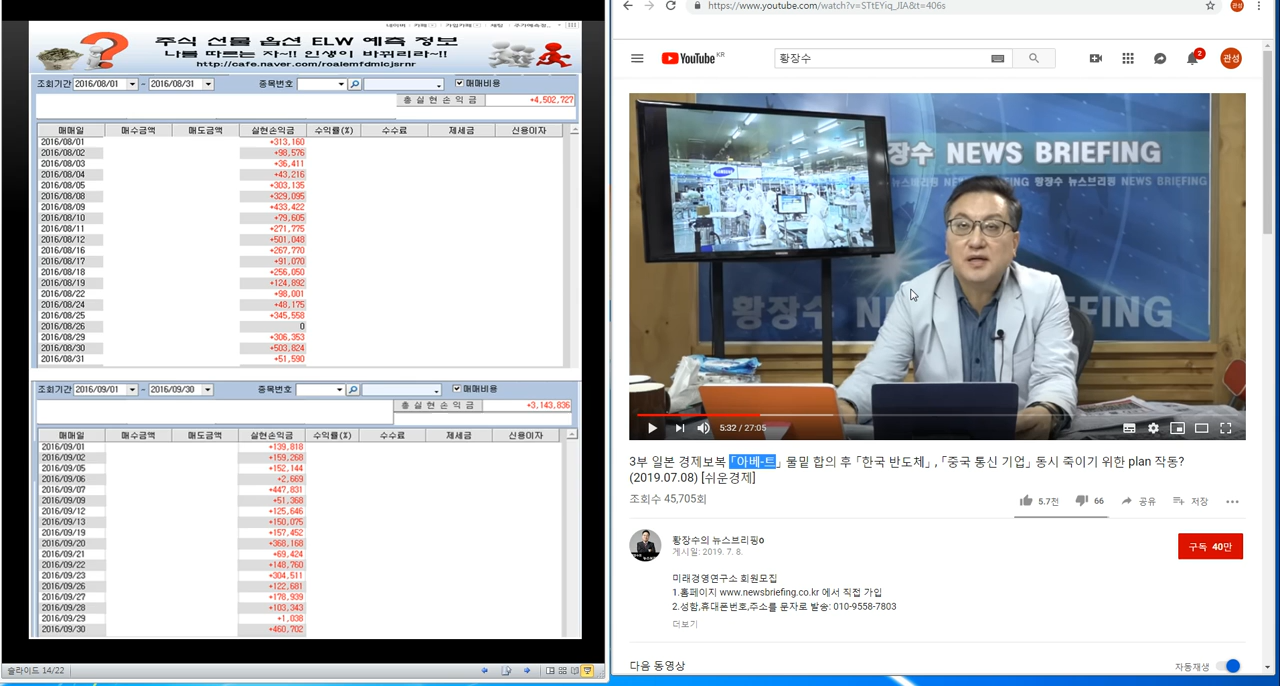 주식 선물 옵션 ELW 예측 정보
나를 따르는 자~!! 인생이 바뀌리라~!!
http://cafe.naver.com/roalemfdmlcjsrnr
조회기간 2016/08/01 - 2016/08/31 종목번호 매매비용
총 실 현 손 익 금 +4,502,727
매매일 매수금액 매도금액 실현손익금 수익률(%) 수수료 제세금 신용이자
2016/08/01 +313,160
2016/08/02 +98,576
2016/08/03 +36,411
2016/08/04 +43,216
2016/08/05 +303,135
2016/08/08 +329,095
2016/08/09 +433,422
2016/08/10 +79,605
2016/08/11 +271,775
2016/08/12 +501,048
2016/08/16 +267,770
2016/08/17 +91,070
2016/08/18 +256,050
2016/08/19 +124,892
2016/08/22 +98,001
2016/08/24 +48,175
2016/08/25 +345,558
2016/08/26 0
2016/08/29 +306,353
2016/08/30 +503,824
2016/08/31 +51,590
조회기간 2016/09/01 - 2016/09/30 종목번호 매매비용
총 실 현 손 익 금 +3,143,836
매매일 매수금액 매도금액 실현손익금 수익률(%) 수수료 제세금 신용이자
2016/09/01 +139,818
2016/09/02 +159,268
2016/09/05 +152,144
2016/09/06 +2,669
2016/09/07 +447,831
2016/09/09 +51,368
2016/09/12 +125,646
2016/09/13 +150,075
2016/09/19 +157,452
2016/09/20 +368,168
2016/09/21 +69,424
2016/09/22 +148,760
2016/09/23 +304,511
2016/09/26 +122,681
2016/09/27 +178,939
2016/09/28 +103,343
2016/09/29 +1,038
2016/09/30 +460,702
슬라이드 14/22
https://www.youtube.com/watch?v=STtEYiq_JIA&t=406s
관성
YouTube KR
황장수
2
관성
장수 NEWS BRIEFING
뉴스브리핑 NEWS BRIEFING 황장수 뉴스브리핑 NEWS BRIEFING
SAMSUNG
황장수 NEWS BRIEFING
5:32 / 27:05
3부 일본 경제보복 「아베-트」 물밑 합의 후 「한국 반도체」, 「중국 통신 기업」 동시 죽이기 위한 plan 작동?
(2019.07.08) [쉬운경제]
조회수 45,705회
5.7천 66 공유 저장
황장수의 뉴스브리핑o
게시일: 2019. 7. 8.
구독 40만
미래경영연구소 회원모집
1.홈페이지 www.newsbriefing.co.kr 에서 직접 가입
2.성함,휴대폰번호,주소를 문자로 발송: 010-9558-7803
더보기
다음 동영상
자동재생